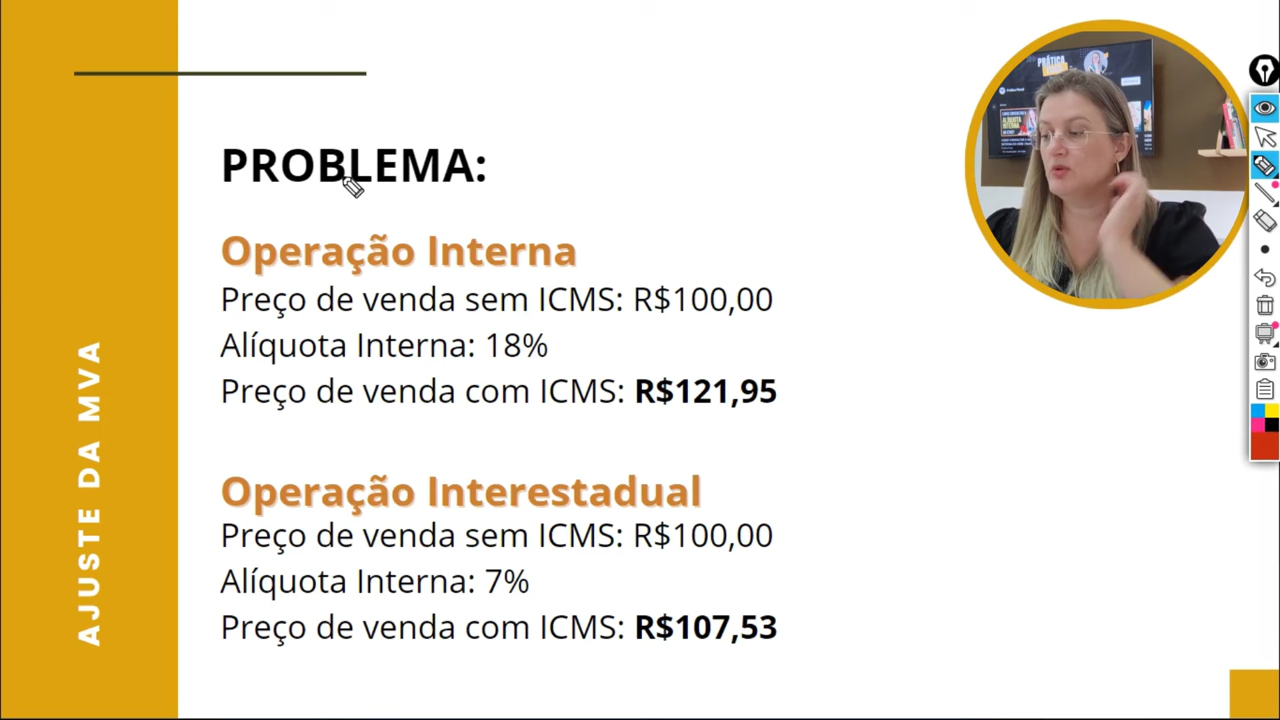 PROBLEMA:
Operação Interna
Preço de venda sem ICMS: R$100,00
Alíquota Interna: 18%
Preço de venda com ICMS: R$121,95
Operação Interestadual
Preço de venda sem ICMS: R$100,00
Alíquota Interna: 7%
Preço de venda com ICMS: R$107,53
AJUSTE DA MVA
PRÁTICA